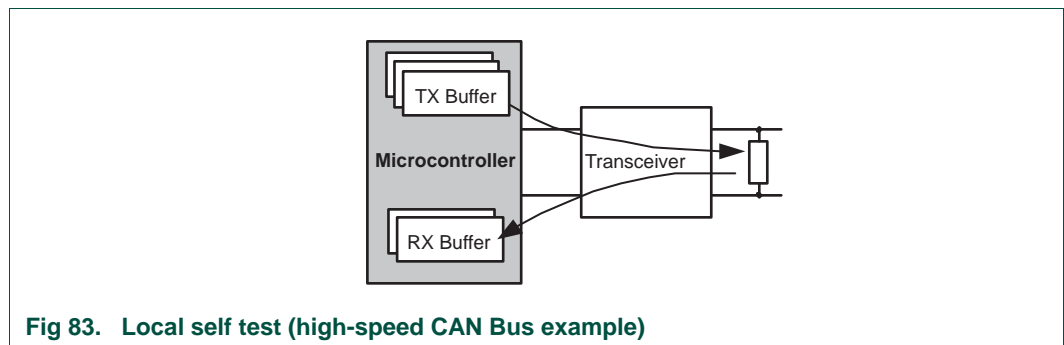 TX Buffer
Microcontroller
Transceiver
RX Buffer
Fig 83. Local self test (high-speed CAN Bus example)